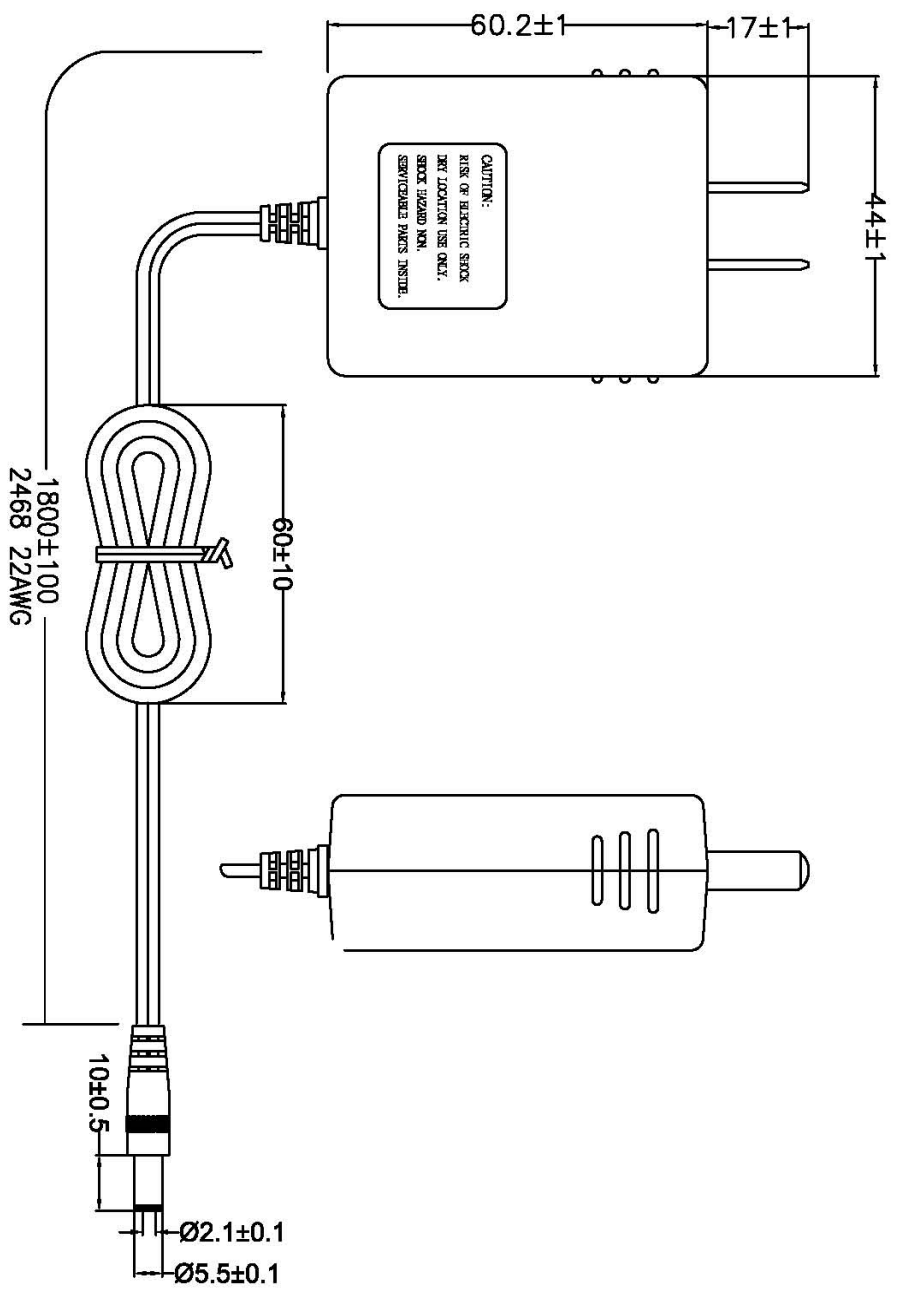 60.2±1
17±1
44±1
CAUTION:
RISK OF ELECTRIC SHOCK
DRY LOCATION USE ONLY.
SHOCK HAZARD NON.
SERVICEABLE PARTS INSIDE.
60±10
1800±100
2468 22AWG
10±0.5
Ø2.1±0.1
Ø5.5±0.1